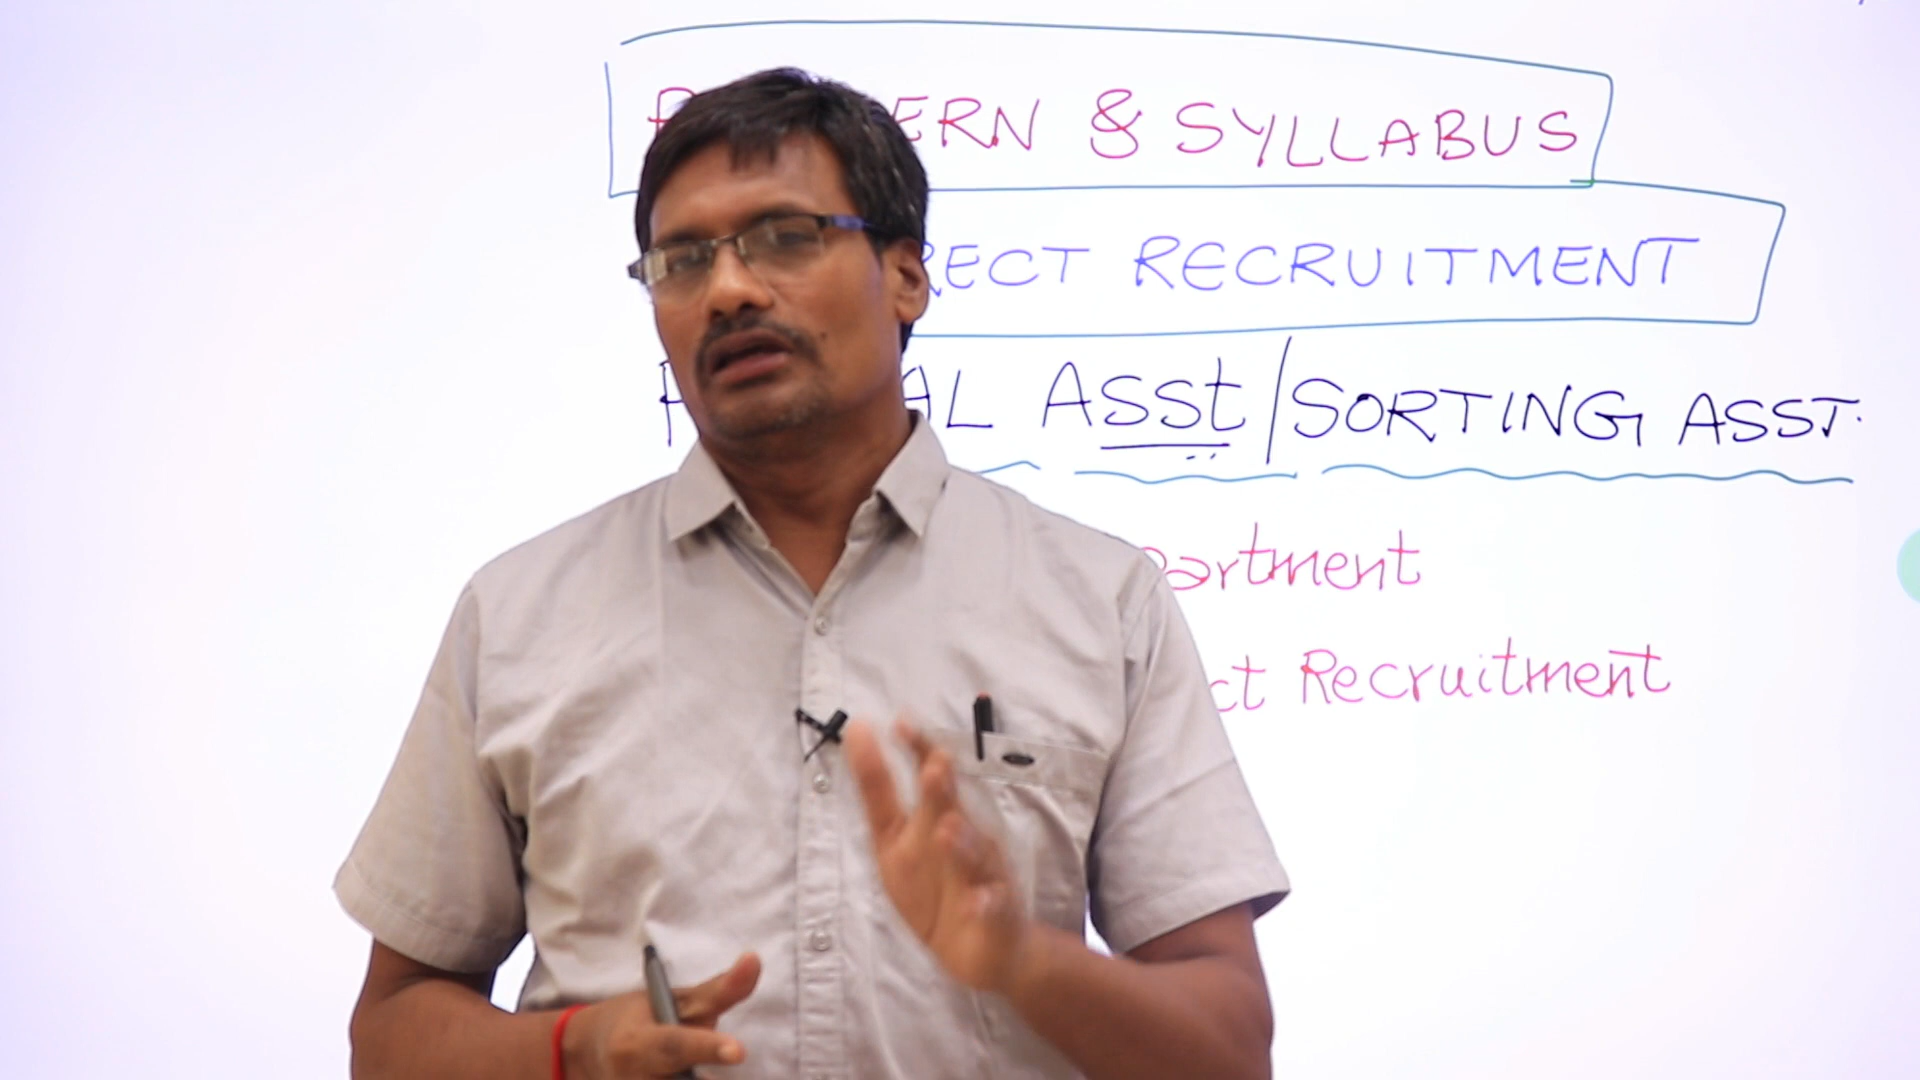 ERN & SYLLABUS
RECT RECRUITMENT
AL ASSt/SORTING ASST.
artment
ct Recruitment